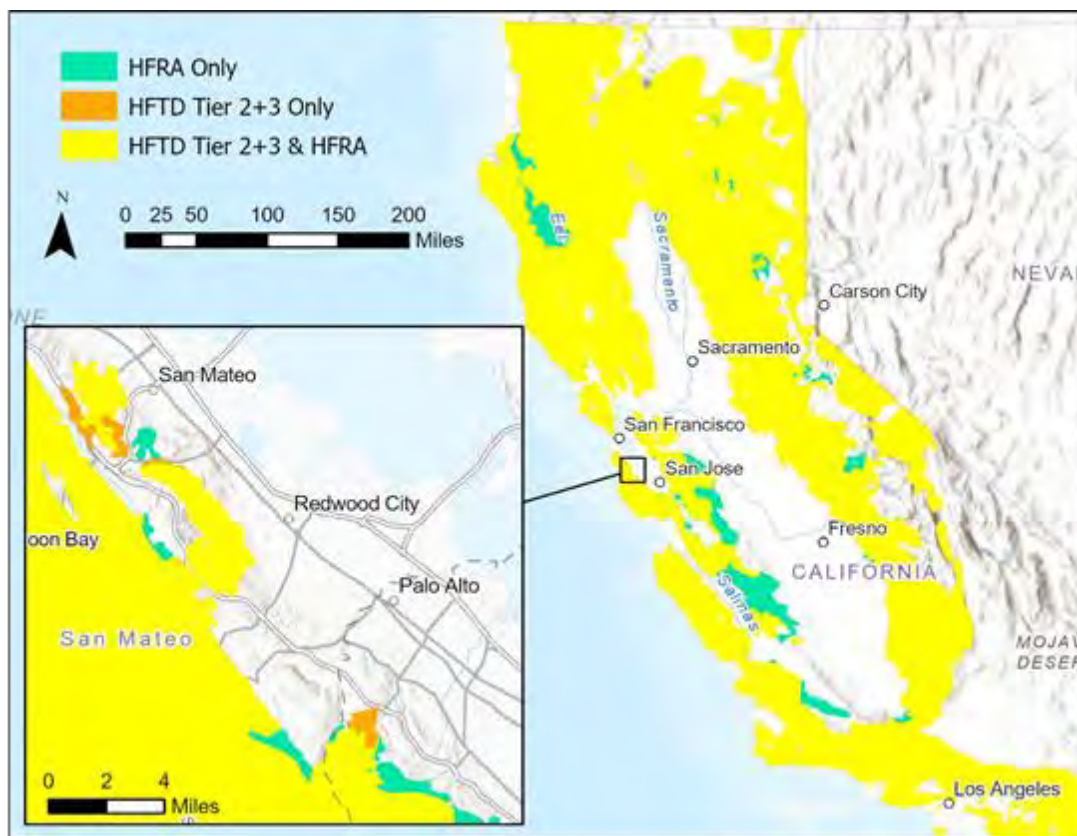 HFRA Only
HFTD Tier 2+3 Only
HFTD Tier 2+3 & HFRA
N
0 25 50 100 150 200
Miles
Eel
Sacramento
Carson City
NEVA
Sacramento
San Francisco
San Jose
Fresno
CALIFORNIA
Salinas
MOJAV
DESER
Los Angeles
San Mateo
Redwood City
oon Bay
Palo Alto
San Mateo
0 2 4
Miles